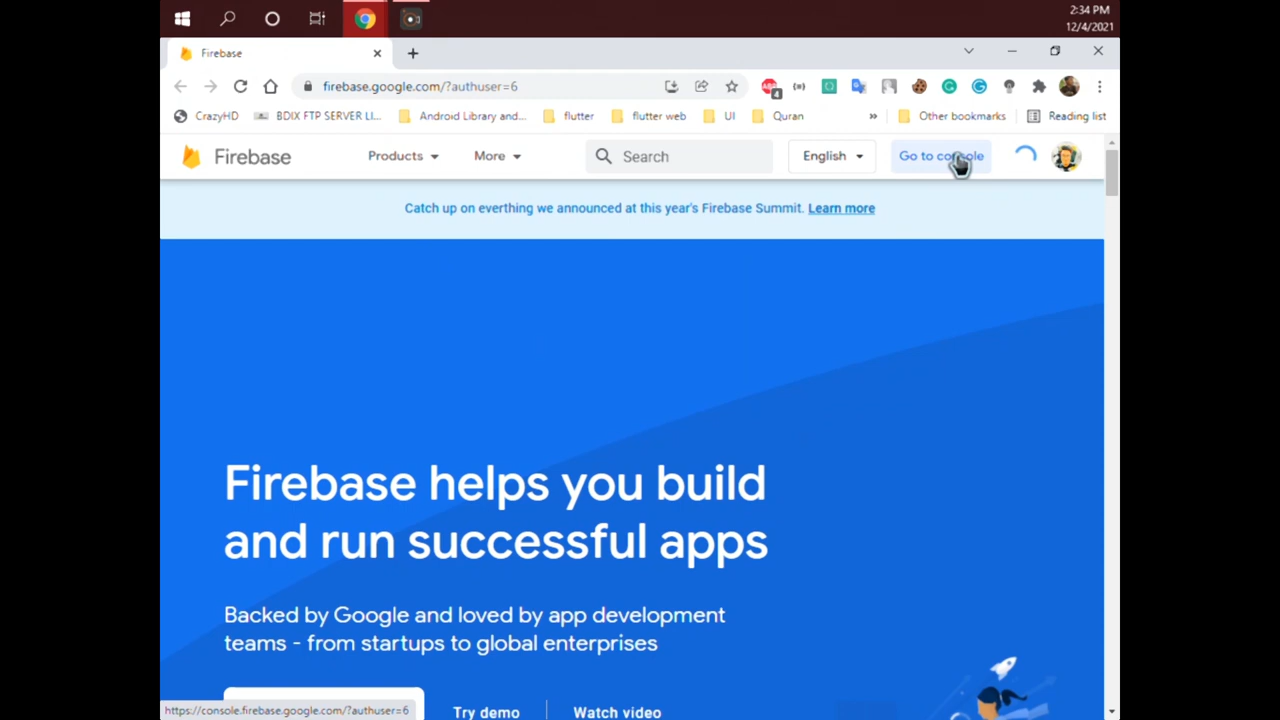 2:34 PM
12/4/2021
Firebase
firebase.google.com/?authuser=6
4
CrazyHD
BDIX FTP SERVER LI...
Android Library and...
flutter
flutter web
UI
Quran
»
Other bookmarks
Reading list
Firebase
Products
More
Search
English
Go to console
Catch up on everthing we announced at this year's Firebase Summit. Learn more
Firebase helps you build
and run successful apps
Backed by Google and loved by app development
teams - from startups to global enterprises
Try demo
Watch video
https://console.firebase.google.com/?authuser=6